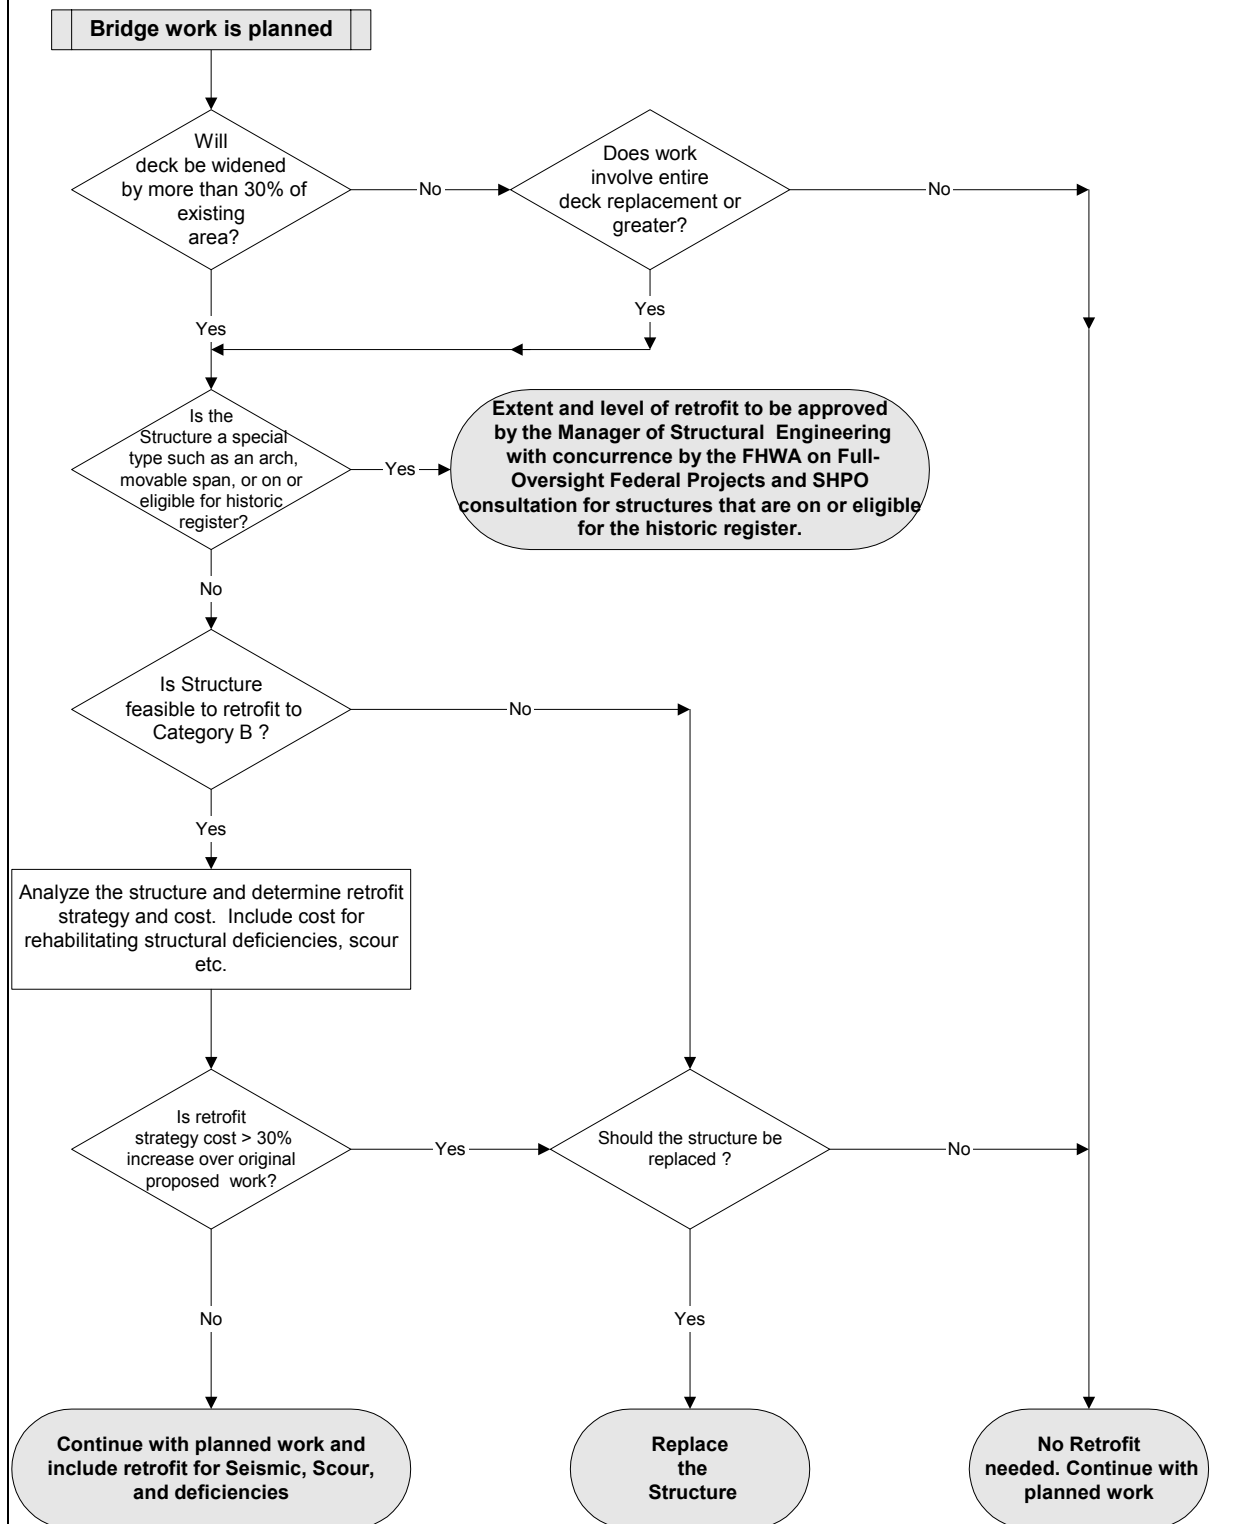 Bridge work is planned
Will
deck be widened
by more than 30% of
existing
area?
No
Does work
involve entire
deck replacement or
greater?
No
Yes
Yes
Is the
Structure a special
type such as an arch,
movable span, or on or
eligible for historic
register?
Yes
Extent and level of retrofit to be approved
by the Manager of Structural Engineering
with concurrence by the FHWA on Full-
Oversight Federal Projects and SHPO
consultation for structures that are on or eligible
for the historic register.
No
Is Structure
feasible to retrofit to
Category B ?
No
Yes
Analyze the structure and determine retrofit
strategy and cost. Include cost for
rehabilitating structural deficiencies, scour
etc.
Is retrofit
strategy cost > 30%
increase over original
proposed work?
Yes
Should the structure be
replaced ?
No
No
Yes
Continue with planned work and
include retrofit for Seismic, Scour,
and deficiencies
Replace
the
Structure
No Retrofit
needed. Continue with
planned work